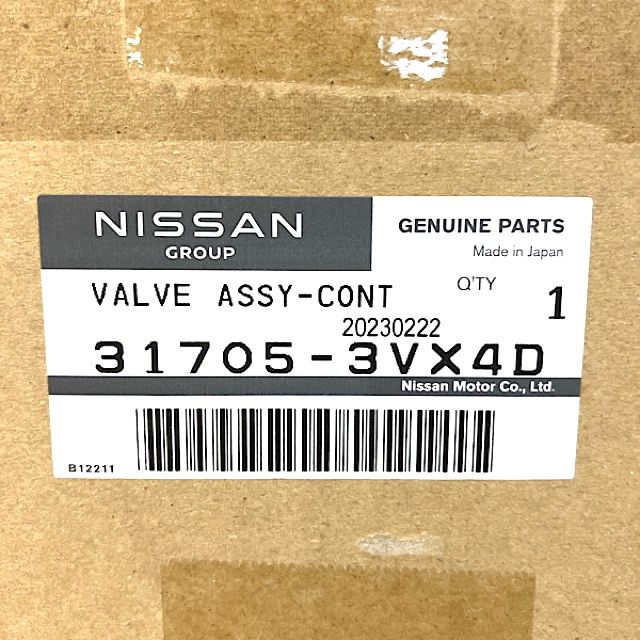 NISSAN
GROUP
GENUINE PARTS
Made in Japan
VALVE ASSY-CONT
Q'TY
1
20230222
31705-3VX4D
Nissan Motor Co., Ltd.
B12211